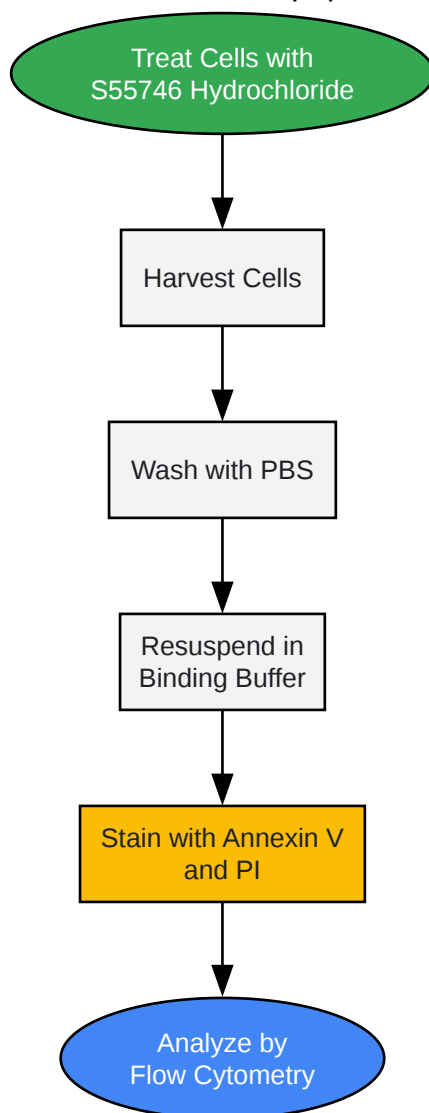 Treat Cells with
S55746 Hydrochloride
Harvest Cells
Wash with PBS
Resuspend in
Binding Buffer
Stain with Annexin V
and PI
Analyze by
Flow Cytometry